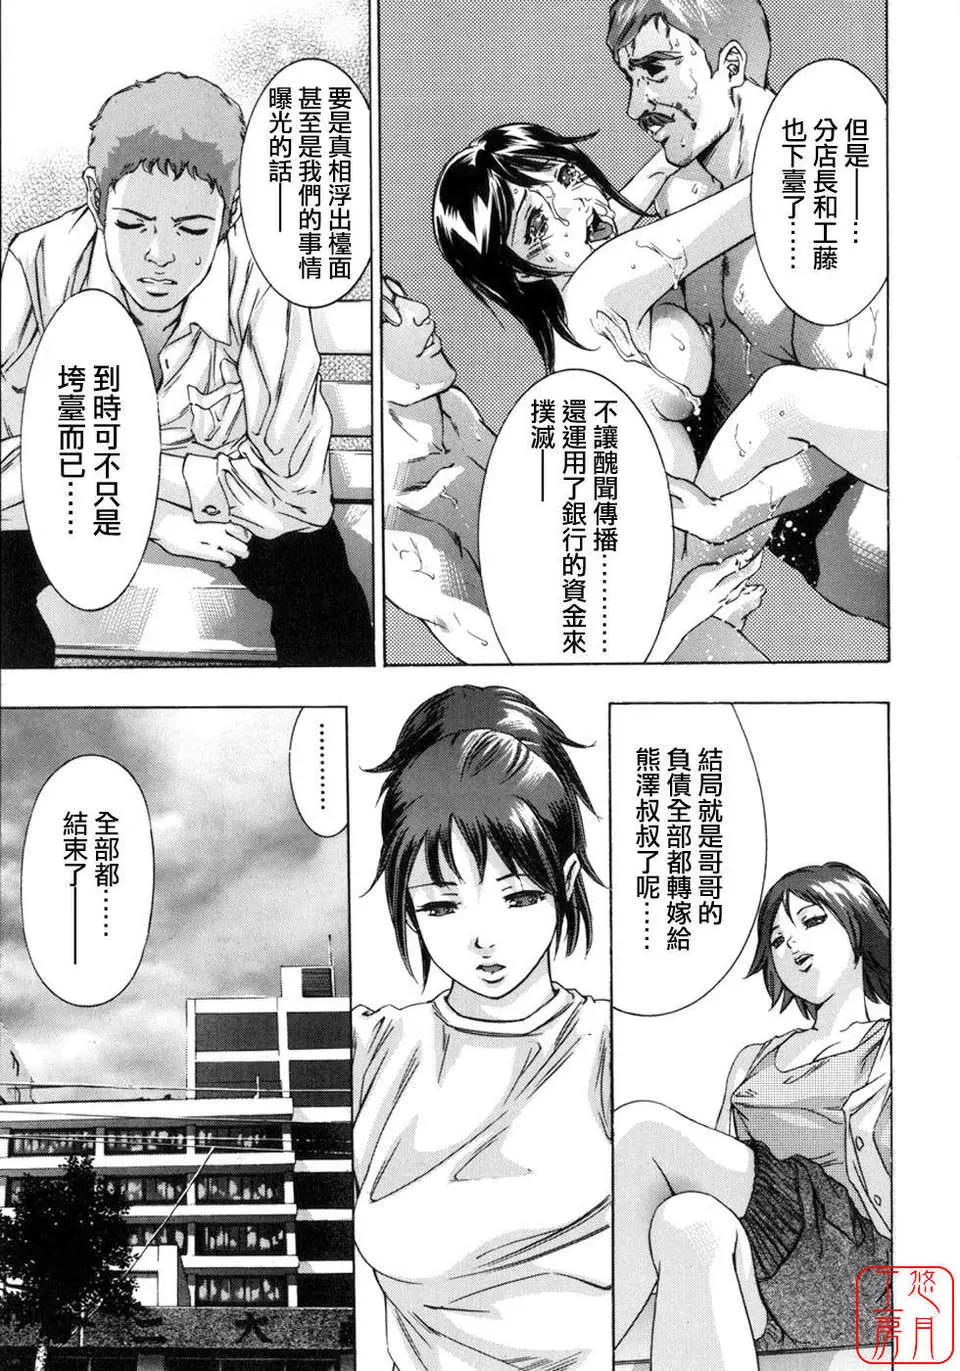 但是——…
分店長和工藤
也下臺了……
不讓醜聞傳播…………
還運用了銀行的資金來
撲滅——
要是真相浮出檯面
甚至是我們的事情
曝光的話——
到時可不只是
垮臺而已……
結局就是哥哥的
負債全部都轉嫁給
熊澤叔叔了呢……
………
全部都……
結束了——
大二
悠月
工房